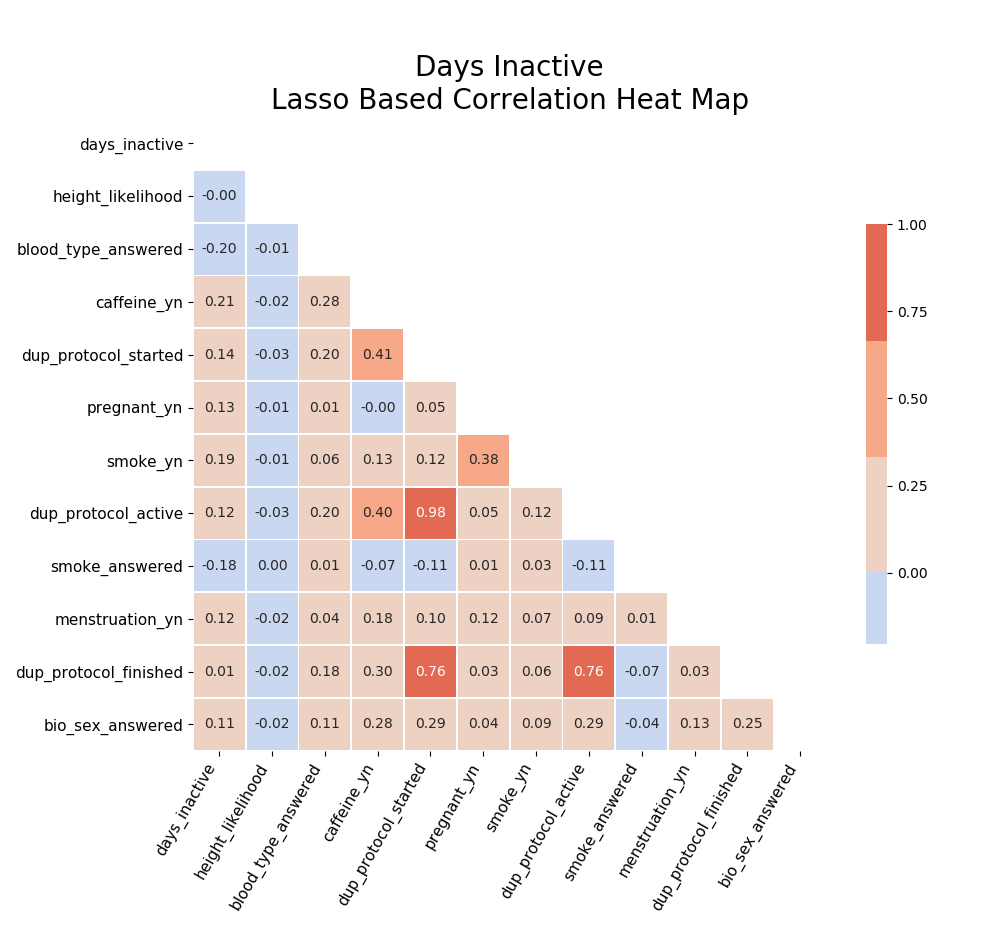 Days Inactive
Lasso Based Correlation Heat Map
days_inactive
height_likelihood -0.00
blood_type_answered -0.20 -0.01
caffeine_yn 0.21 -0.02 0.28
dup_protocol_started 0.14 -0.03 0.20 0.41
pregnant_yn 0.13 -0.01 0.01 -0.00 0.05
smoke_yn 0.19 -0.01 0.06 0.13 0.12 0.38
dup_protocol_active 0.12 -0.03 0.20 0.40 0.98 0.05 0.12
smoke_answered -0.18 0.00 0.01 -0.07 -0.11 0.01 0.03 -0.11
menstruation_yn 0.12 -0.02 0.04 0.18 0.10 0.12 0.07 0.09 0.01
dup_protocol_finished 0.01 -0.02 0.18 0.30 0.76 0.03 0.06 0.76 -0.07 0.03
bio_sex_answered 0.11 -0.02 0.11 0.28 0.29 0.04 0.09 0.29 -0.04 0.13 0.25
days_inactive
height_likelihood
blood_type_answered
caffeine_yn
dup_protocol_started
pregnant_yn
smoke_yn
dup_protocol_active
smoke_answered
menstruation_yn
dup_protocol_finished
bio_sex_answered
1.00
0.75
0.50
0.25
0.00